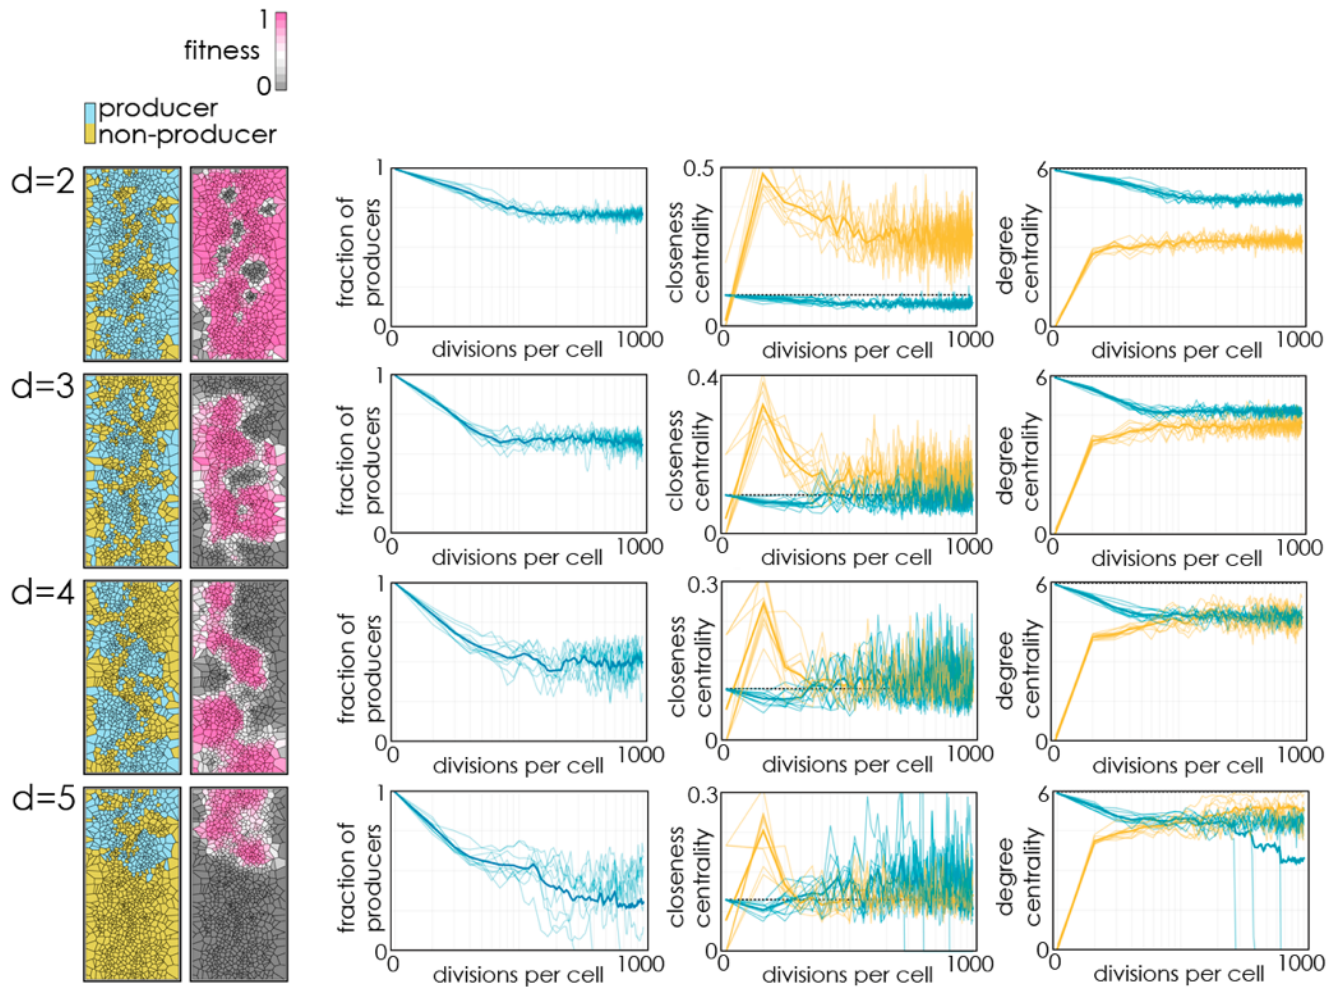 1
fitness
0
producer
non-producer
d=2
1
fraction of
producers
0
0
1000
divisions per cell
0.5
closeness
centrality
0
0
1000
divisions per cell
6
degree
centrality
0
0
1000
divisions per cell
d=3
1
fraction of
producers
0
0
1000
divisions per cell
0.4
closeness
centrality
0
0
1000
divisions per cell
6
degree
centrality
0
0
1000
divisions per cell
d=4
1
fraction of
producers
0
0
1000
divisions per cell
0.3
closeness
centrality
0
0
1000
divisions per cell
6
degree
centrality
0
0
1000
divisions per cell
d=5
1
fraction of
producers
0
0
1000
divisions per cell
0.3
closeness
centrality
0
0
1000
divisions per cell
6
degree
centrality
0
0
1000
divisions per cell